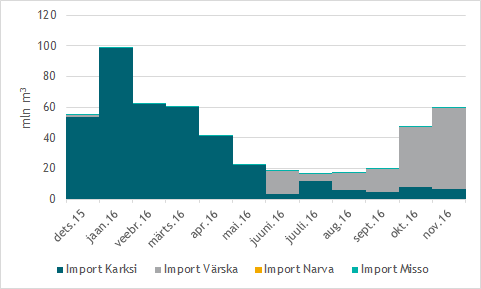 120
100
80
60
40
20
0
mln m³
dets.15
jaan.16
veebr.16
märts.16
apr.16
mai.16
juuni.16
juuli.16
aug.16
sept.16
okt.16
nov.16
Import Karksi
Import Värska
Import Narva
Import Misso